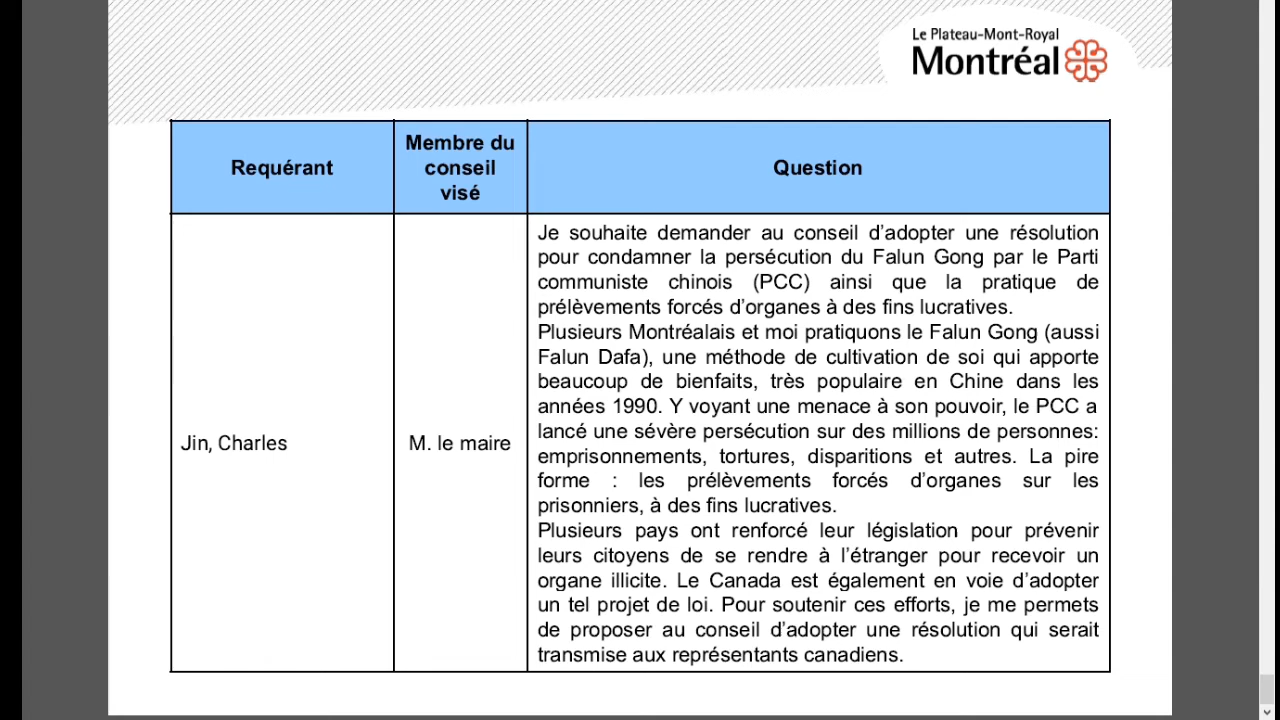 Le Plateau-Mont-Royal
Montréal
Requérant
Membre du
conseil
visé
Question
Jin, Charles
M. le maire
Je souhaite demander au conseil d'adopter une résolution
pour condamner la persécution du Falun Gong par le Parti
communiste chinois (PCC) ainsi que la pratique de
prélèvements forcés d'organes à des fins lucratives.
Plusieurs Montréalais et moi pratiquons le Falun Gong (aussi
Falun Dafa), une méthode de cultivation de soi qui apporte
beaucoup de bienfaits, très populaire en Chine dans les
années 1990. Y voyant une menace à son pouvoir, le PCC a
lancé une sévère persécution sur des millions de personnes:
emprisonnements, tortures, disparitions et autres. La pire
forme : les prélèvements forcés d'organes sur les
prisonniers, à des fins lucratives.
Plusieurs pays ont renforcé leur législation pour prévenir
leurs citoyens de se rendre à l'étranger pour recevoir un
organe illicite. Le Canada est également en voie d'adopter
un tel projet de loi. Pour soutenir ces efforts, je me permets
de proposer au conseil d'adopter une résolution qui serait
transmise aux représentants canadiens.